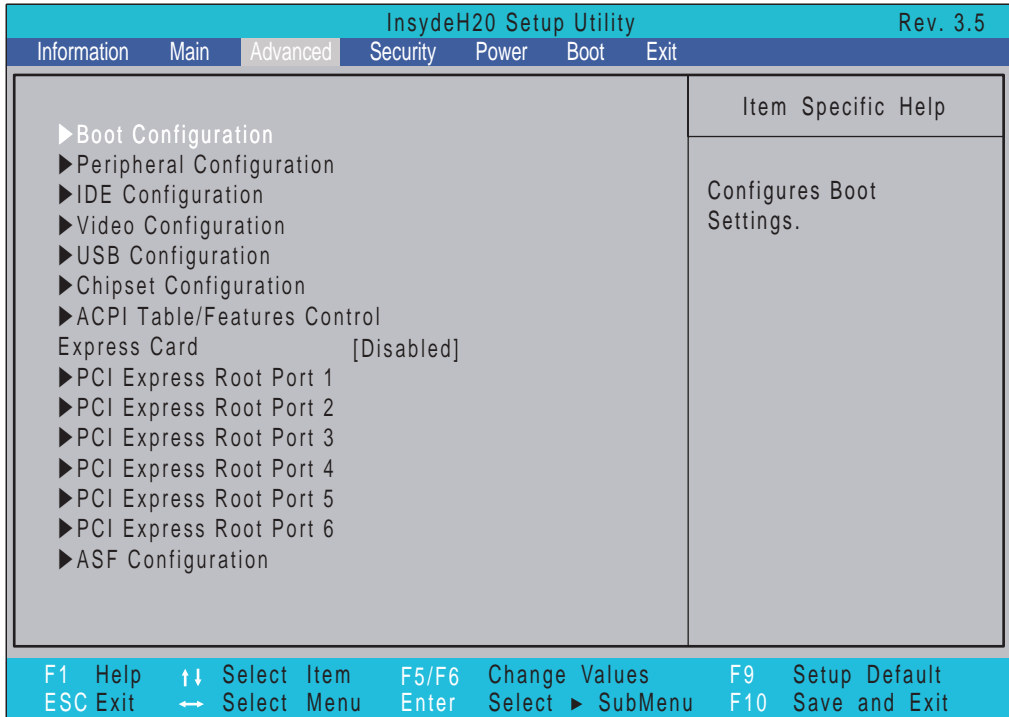 InsydeH20 Setup Utility Rev. 3.5
Information Main Advanced Security Power Boot Exit
Item Specific Help
▶Boot Configuration
▶Peripheral Configuration
▶IDE Configuration
▶Video Configuration
▶USB Configuration
▶Chipset Configuration
▶ACPI Table/Features Control
Express Card [Disabled]
▶PCI Express Root Port 1
▶PCI Express Root Port 2
▶PCI Express Root Port 3
▶PCI Express Root Port 4
▶PCI Express Root Port 5
▶PCI Express Root Port 6
▶ASF Configuration
Configures Boot
Settings.
F1 Help ↑↓ Select Item F5/F6 Change Values F9 Setup Default
ESC Exit ↔ Select Menu Enter Select ▶ SubMenu F10 Save and Exit